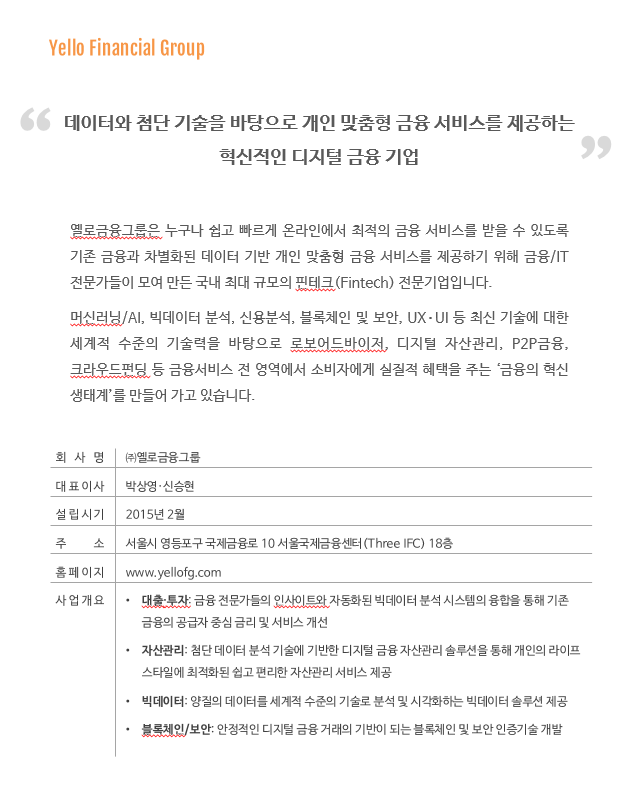 Yello Financial Group
“ 데이터와 첨단 기술을 바탕으로 개인 맞춤형 금융 서비스를 제공하는
혁신적인 디지털 금융 기업 ”
옐로금융그룹은 누구나 쉽고 빠르게 온라인에서 최적의 금융 서비스를 받을 수 있도록
기존 금융과 차별화된 데이터 기반 개인 맞춤형 금융 서비스를 제공하기 위해 금융/IT
전문가들이 모여 만든 국내 최대 규모의 핀테크(Fintech) 전문기업입니다.
머신러닝/AI, 빅데이터 분석, 신용분석, 블록체인 및 보안, UX·UI 등 최신 기술에 대한
세계적 수준의 기술력을 바탕으로 로보어드바이저, 디지털 자산관리, P2P금융,
크라우드펀딩 등 금융서비스 전 영역에서 소비자에게 실질적 혜택을 주는 ‘금융의 혁신
생태계’를 만들어 가고 있습니다.
회 사 명 ㈜옐로금융그룹
대표이사 박상영·신승현
설립시기 2015년 2월
주 소 서울시 영등포구 국제금융로 10 서울국제금융센터(Three IFC) 18층
홈페이지 www.yellofg.com
사업개요 • 대출·투자: 금융 전문가들의 인사이트와 자동화된 빅데이터 분석 시스템의 융합을 통해 기존
금융의 공급자 중심 금리 및 서비스 개선
• 자산관리: 첨단 데이터 분석 기술에 기반한 디지털 금융 자산관리 솔루션을 통해 개인의 라이프
스타일에 최적화된 쉽고 편리한 자산관리 서비스 제공
• 빅데이터: 양질의 데이터를 세계적 수준의 기술로 분석 및 시각화하는 빅데이터 솔루션 제공
• 블록체인/보안: 안정적인 디지털 금융 거래의 기반이 되는 블록체인 및 보안 인증기술 개발